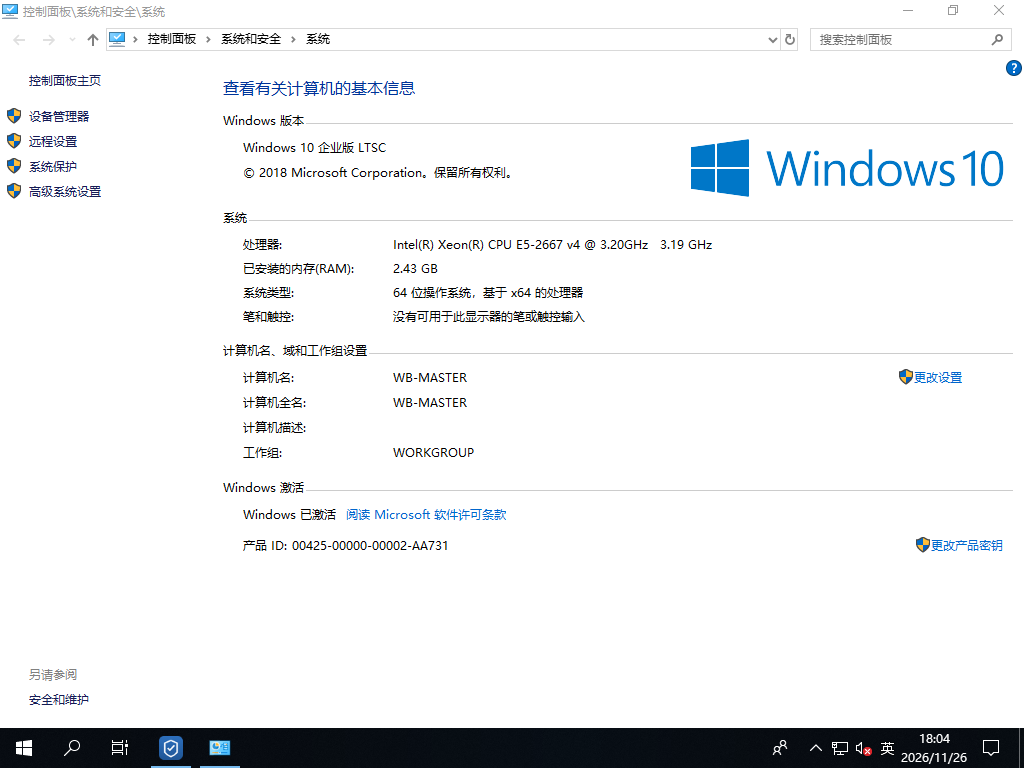 控制面板\系统和安全\系统
控制面板 系统和安全 系统
搜索控制面板
?
控制面板主页
设备管理器
远程设置
系统保护
高级系统设置
查看有关计算机的基本信息
Windows 版本
Windows 10 企业版 LTSC
© 2018 Microsoft Corporation。保留所有权利。
Windows 10
系统
处理器: Intel(R) Xeon(R) CPU E5-2667 v4 @ 3.20GHz 3.19 GHz
已安装的内存(RAM): 2.43 GB
系统类型: 64 位操作系统，基于 x64 的处理器
笔和触控: 没有可用于此显示器的笔或触控输入
计算机名、域和工作组设置
计算机名: WB-MASTER 更改设置
计算机全名: WB-MASTER
计算机描述:
工作组: WORKGROUP
Windows 激活
Windows 已激活 阅读 Microsoft 软件许可条款
产品 ID: 00425-00000-00002-AA731 更改产品密钥
另请参阅
安全和维护
英
18:04
2026/11/26